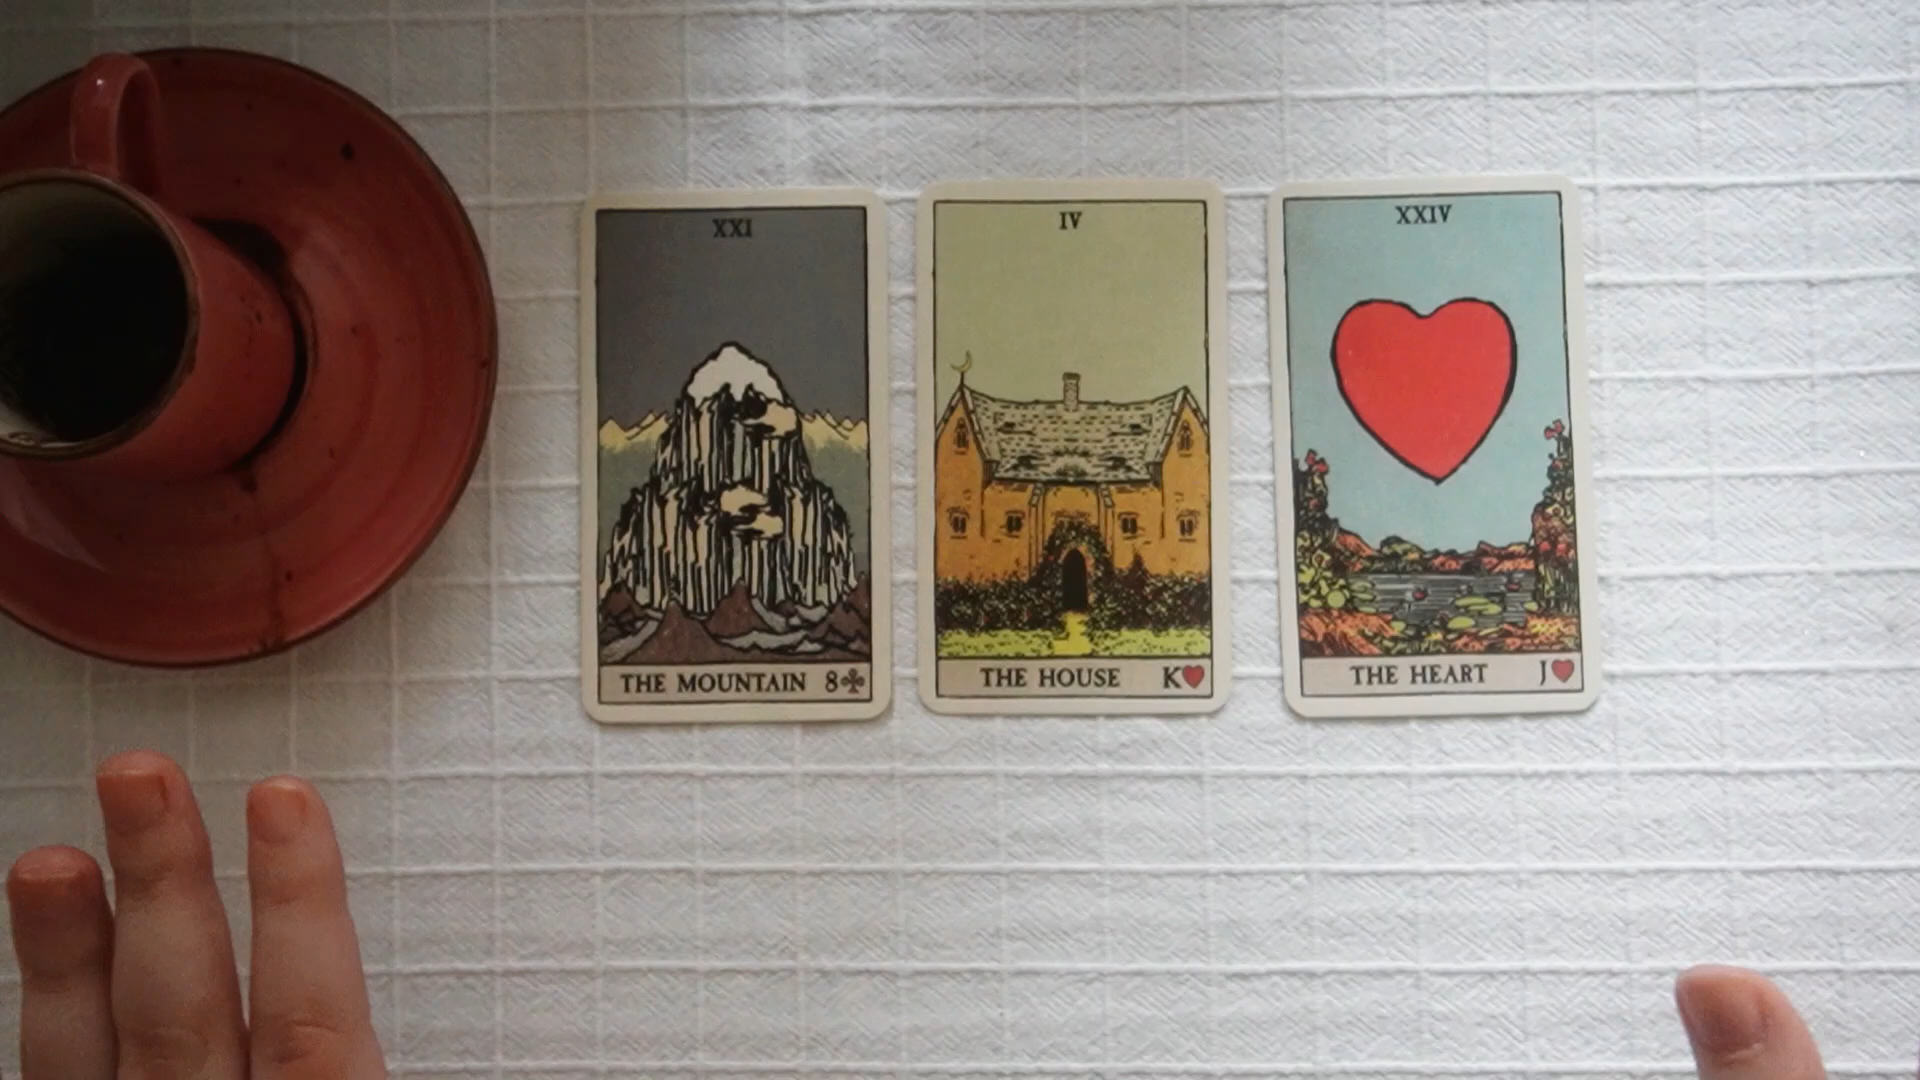 XXI
THE MOUNTAIN 8♣
IV
THE HOUSE K♥
XXIV
THE HEART J♥